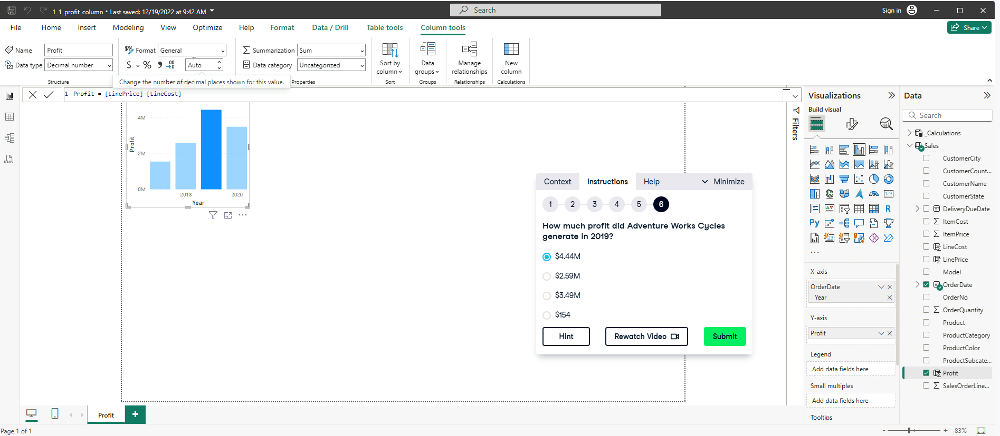 1_1_profit_column • Last saved: 12/19/2022 at 9:42 AM
Search
Sign in
File Home Insert Modeling View Optimize Help Format Data / Drill Table tools Column tools
Share
Name Profit
Data type Decimal number
Structure
$% Format General
$ % , .00 Auto
Change the number of decimal places shown for this value.
Σ Summarization Sum
Data category Uncategorized
Properties
Sort by column
Sort
Data groups
Groups
Manage relationships
Relationships
New column
Calculations
1 Profit = [LinePrice]-[LineCost]
4M
2M
0M
Profit
2018 2020
Year
Filters
Context Instructions Help Minimize
1 2 3 4 5 6
How much profit did Adventure Works Cycles
generate in 2019?
$4.44M
$2.59M
$3.49M
$154
Hint Rewatch Video Submit
Visualizations
Build visual
123
R
Py
123
X-axis
OrderDate
Year
Y-axis
Profit
Legend
Add data fields here
Small multiples
Add data fields here
Tooltips
Data
Search
_Calculations
Sales
CustomerCity
CustomerCount...
CustomerName
CustomerState
DeliveryDueDate
Σ ItemCost
Σ ItemPrice
LineCost
LinePrice
Model
OrderDate
OrderNo
Σ OrderQuantity
Product
ProductCategory
ProductColor
ProductSubcate...
Profit
Σ SalesOrderLine...
DAX
Profit +
Page 1 of 1
- + 83%